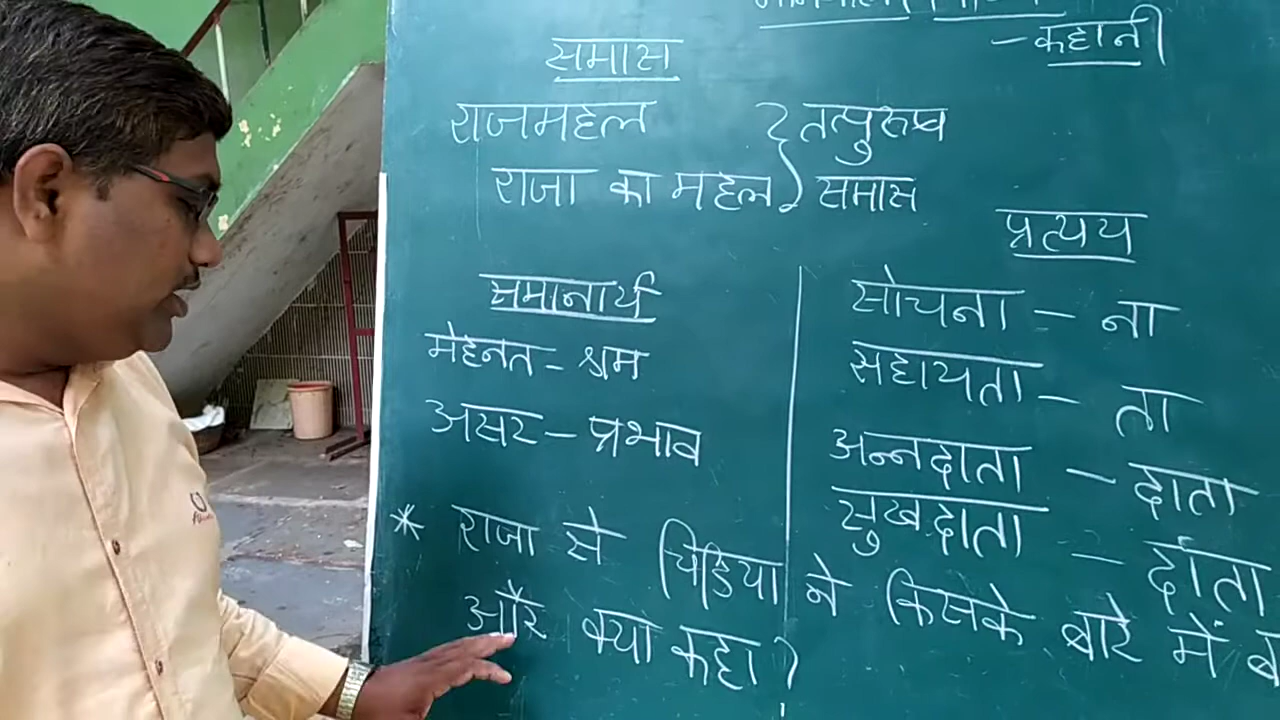 – कहानी
समास
राजमहल } तत्पुरुष
राजा का महल } समास
प्रत्यय
समानार्थ
मेहनत – श्रम
असर – प्रभाव
सोचना – ना
सहायता – ता
अन्नदाता – दाता
सुखदाता – दाता
* राजा से चिडिया ने किसके बारे में
और क्या कहा?